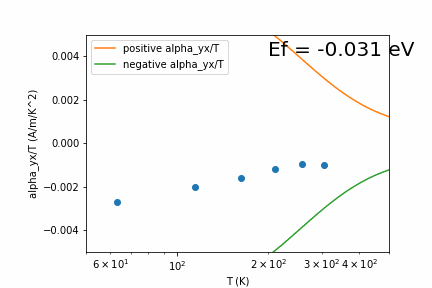 Ef = -0.031 eV
positive alpha_yx/T
negative alpha_yx/T
alpha_yx/T (A/m/K^2)
0.004
0.002
0.000
−0.002
−0.004
6 × 10¹
10²
2 × 10²
3 × 10²
4 × 10²
T (K)